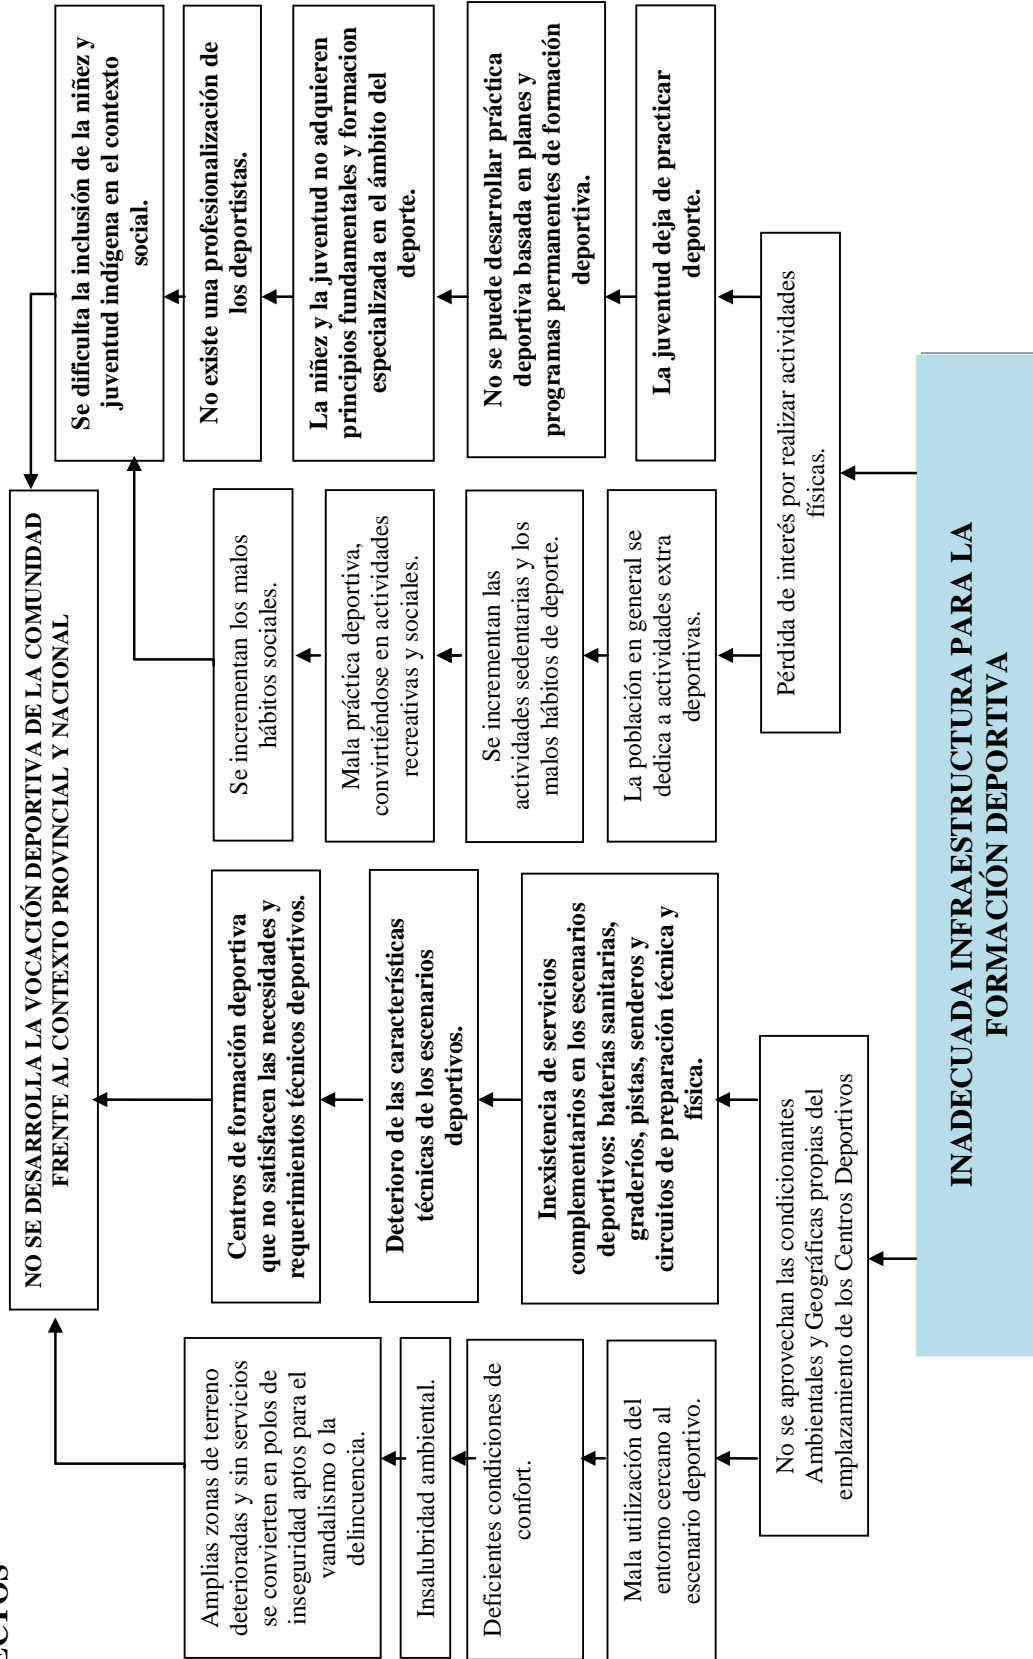 ECTOS
NO SE DESARROLLA LA VOCACIÓN DEPORTIVA DE LA COMUNIDAD
FRENTE AL CONTEXTO PROVINCIAL Y NACIONAL
Amplias zonas de terreno
deterioradas y sin servicios
se convierten en polos de
inseguridad aptos para el
vandalismo o la
delincuencia.
Insalubridad ambiental.
Deficientes condiciones de
confort.
Mala utilización del
entorno cercano al
escenario deportivo.
Centros de formación deportiva
que no satisfacen las necesidades y
requerimientos técnicos deportivos.
Deterioro de las características
técnicas de los escenarios
deportivos.
Inexistencia de servicios
complementarios en los escenarios
deportivos: baterías sanitarias,
graderíos, pistas, senderos y
circuitos de preparación técnica y
física.
No se aprovechan las condicionantes
Ambientales y Geográficas propias del
emplazamiento de los Centros Deportivos
Se incrementan los malos
hábitos sociales.
Mala práctica deportiva,
convirtiéndose en actividades
recreativas y sociales.
Se incrementan las
actividades sedentarias y los
malos hábitos de deporte.
La población en general se
dedica a actividades extra
deportivas.
Se dificulta la inclusión de la niñez y
juventud indígena en el contexto
social.
No existe una profesionalización de
los deportistas.
La niñez y la juventud no adquieren
principios fundamentales y formacion
especializada en el ámbito del
deporte.
No se puede desarrollar práctica
deportiva basada en planes y
programas permanentes de formación
deportiva.
La juventud deja de practicar
deporte.
Pérdida de interés por realizar actividades
físicas.
INADECUADA INFRAESTRUCTURA PARA LA
FORMACIÓN DEPORTIVA